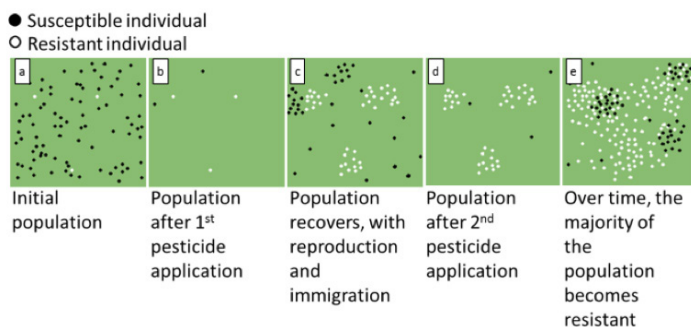 Susceptible individual
Resistant individual
a
b
c
d
e
Initial
population
Population
after 1st
pesticide
application
Population
recovers, with
reproduction
and
immigration
Population
after 2nd
pesticide
application
Over time, the
majority of
the
population
becomes
resistant